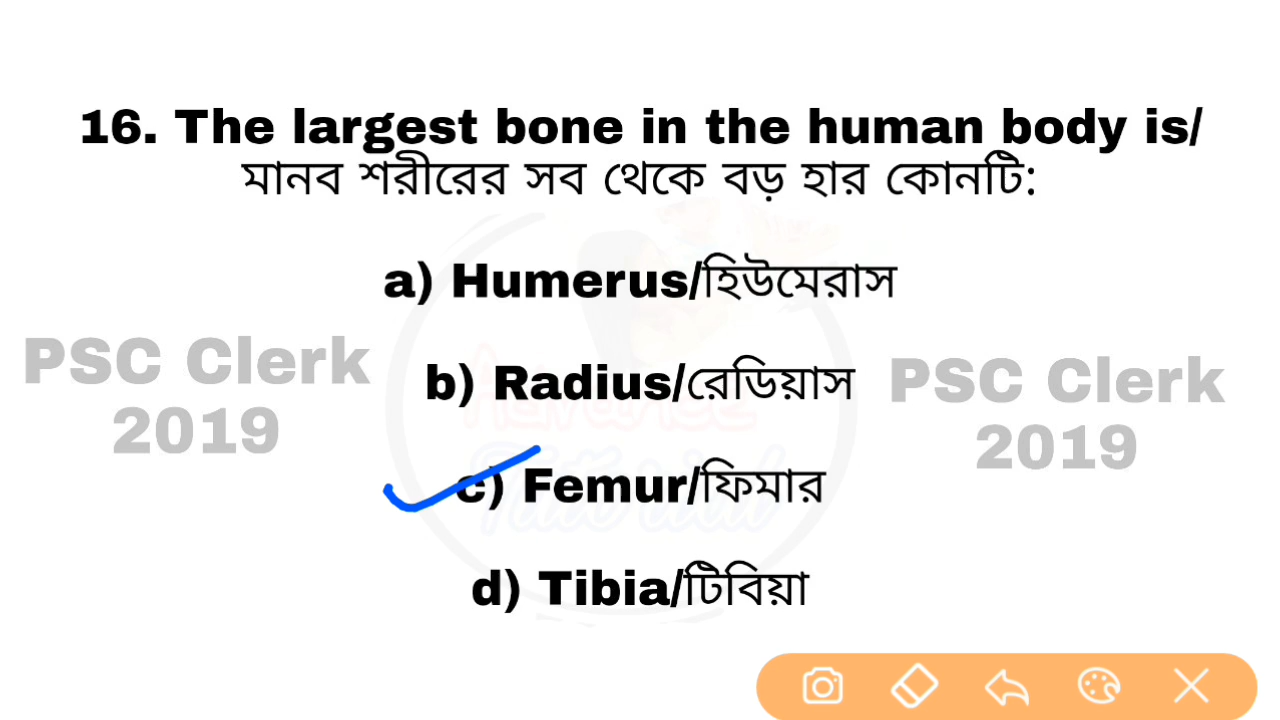 16. The largest bone in the human body is/
মানব শরীরের সব থেকে বড় হার কোনটি:
a) Humerus/হিউমেরাস
PSC Clerk
2019
b) Radius/রেডিয়াস
PSC Clerk
2019
c) Femur/ফিমার
d) Tibia/টিবিয়া